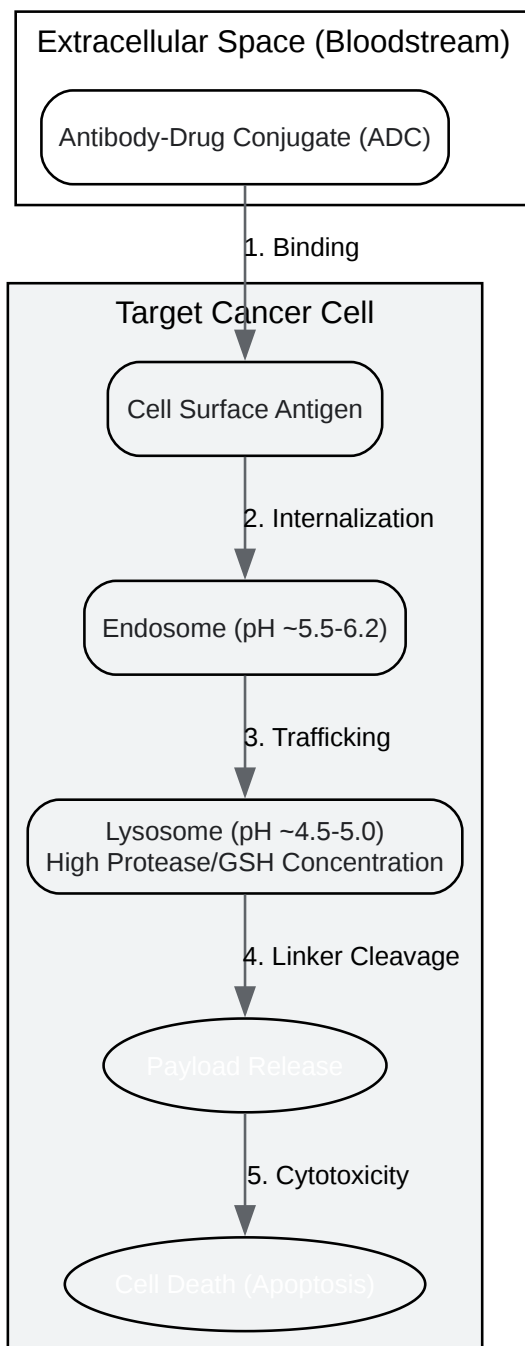 Extracellular Space (Bloodstream)
Antibody-Drug Conjugate (ADC)
1. Binding
Target Cancer Cell
Cell Surface Antigen
2. Internalization
Endosome (pH ~5.5-6.2)
3. Trafficking
Lysosome (pH ~4.5-5.0)
High Protease/GSH Concentration
4. Linker Cleavage
Payload Release
5. Cytotoxicity
Cell Death (Apoptosis)